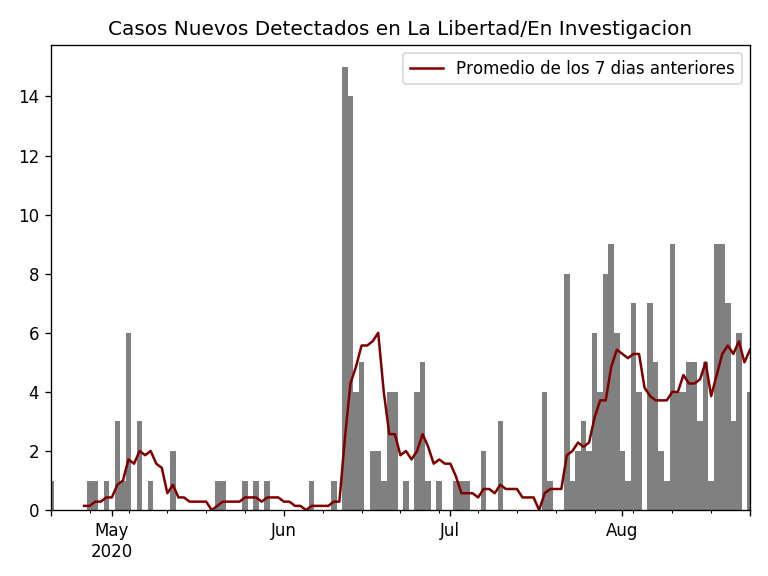 Casos Nuevos Detectados en La Libertad/En Investigacion
Promedio de los 7 dias anteriores
14
12
10
8
6
4
2
0
May
2020
Jun
Jul
Aug